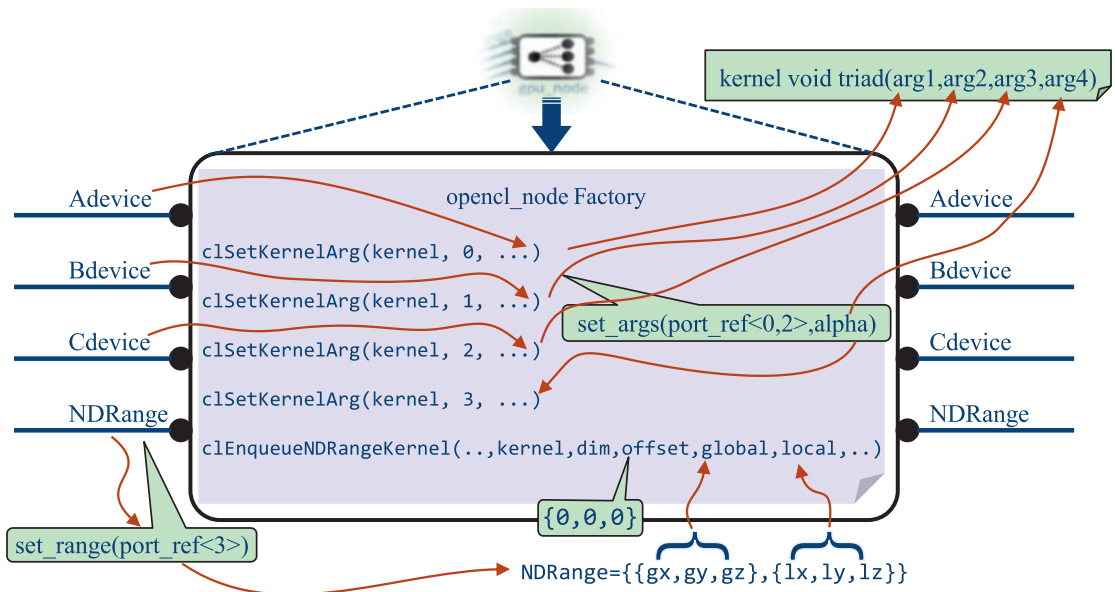 gpu_node
kernel void triad(arg1,arg2,arg3,arg4)
opencl_node Factory
Adevice
Adevice
clSetKernelArg(kernel, 0, ...)
Bdevice
Bdevice
clSetKernelArg(kernel, 1, ...)
set_args(port_ref<0,2>,alpha)
Cdevice
Cdevice
clSetKernelArg(kernel, 2, ...)
clSetKernelArg(kernel, 3, ...)
NDRange
NDRange
clEnqueueNDRangeKernel(..,kernel,dim,offset,global,local,..)
{0,0,0}
set_range(port_ref<3>)
NDRange={{gx,gy,gz},{lx,ly,lz}}